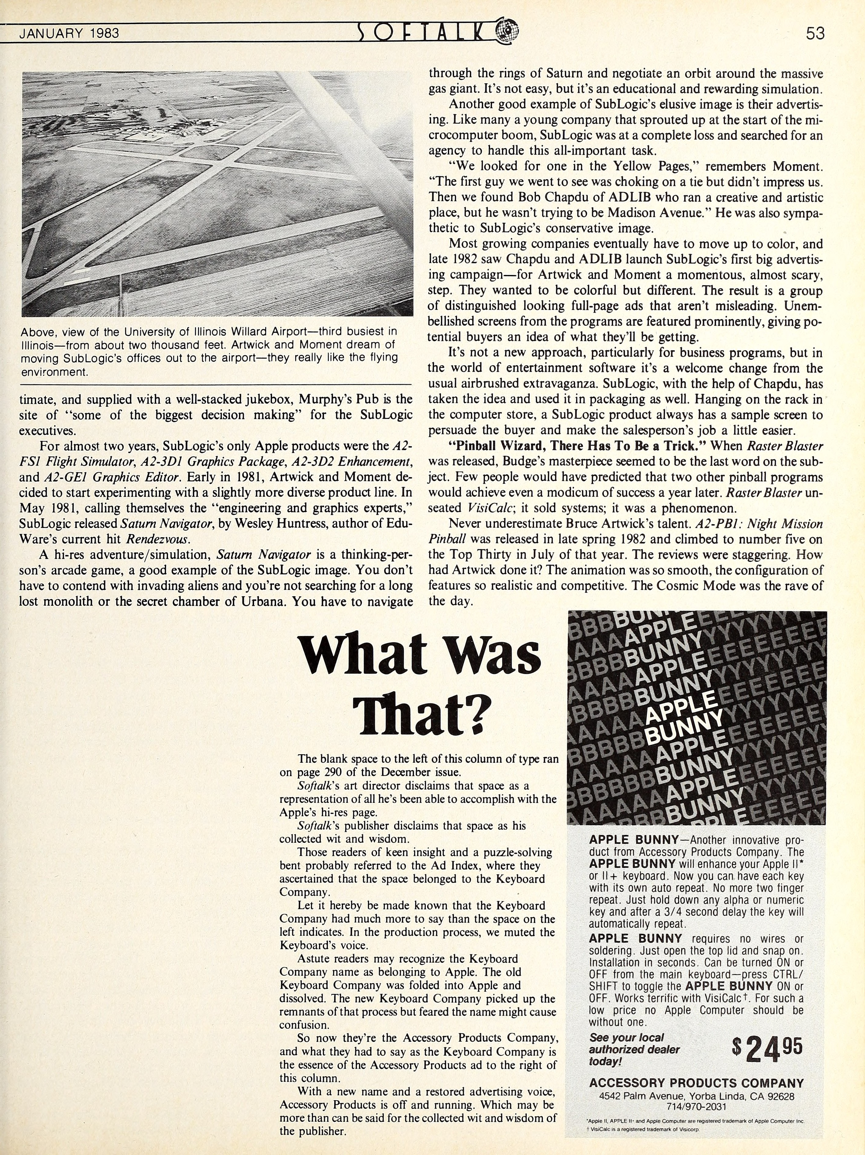 JANUARY 1983
SOFTALK
53
Above, view of the University of Illinois Willard Airport—third busiest in
Illinois—from about two thousand feet. Artwick and Moment dream of
moving SubLogic's offices out to the airport—they really like the flying
environment.
timate, and supplied with a well-stocked jukebox, Murphy's Pub is the
site of "some of the biggest decision making" for the SubLogic
executives.
For almost two years, SubLogic's only Apple products were the A2-
FS1 Flight Simulator, A2-3D1 Graphics Package, A2-3D2 Enhancement,
and A2-GE1 Graphics Editor. Early in 1981, Artwick and Moment de-
cided to start experimenting with a slightly more diverse product line. In
May 1981, calling themselves the "engineering and graphics experts,"
SubLogic released Saturn Navigator, by Wesley Huntress, author of Edu-
Ware's current hit Rendezvous.
A hi-res adventure/simulation, Saturn Navigator is a thinking-per-
son's arcade game, a good example of the SubLogic image. You don't
have to contend with invading aliens and you're not searching for a long
lost monolith or the secret chamber of Urbana. You have to navigate
through the rings of Saturn and negotiate an orbit around the massive
gas giant. It's not easy, but it's an educational and rewarding simulation.
Another good example of SubLogic's elusive image is their advertis-
ing. Like many a young company that sprouted up at the start of the mi-
crocomputer boom, SubLogic was at a complete loss and searched for an
agency to handle this all-important task.
"We looked for one in the Yellow Pages," remembers Moment.
"The first guy we went to see was choking on a tie but didn't impress us.
Then we found Bob Chapdu of ADLIB who ran a creative and artistic
place, but he wasn't trying to be Madison Avenue." He was also sympa-
thetic to SubLogic's conservative image.
Most growing companies eventually have to move up to color, and
late 1982 saw Chapdu and ADLIB launch SubLogic's first big advertis-
ing campaign—for Artwick and Moment a momentous, almost scary,
step. They wanted to be colorful but different. The result is a group
of distinguished looking full-page ads that aren't misleading. Unem-
bellished screens from the programs are featured prominently, giving po-
tential buyers an idea of what they'll be getting.
It's not a new approach, particularly for business programs, but in
the world of entertainment software it's a welcome change from the
usual airbrushed extravaganza. SubLogic, with the help of Chapdu, has
taken the idea and used it in packaging as well. Hanging on the rack in
the computer store, a SubLogic product always has a sample screen to
persuade the buyer and make the salesperson's job a little easier.
"Pinball Wizard, There Has To Be a Trick." When Raster Blaster
was released, Budge's masterpiece seemed to be the last word on the sub-
ject. Few people would have predicted that two other pinball programs
would achieve even a modicum of success a year later. Raster Blaster un-
seated VisiCalc; it sold systems; it was a phenomenon.
Never underestimate Bruce Artwick's talent. A2-PB1: Night Mission
Pinball was released in late spring 1982 and climbed to number five on
the Top Thirty in July of that year. The reviews were staggering. How
had Artwick done it? The animation was so smooth, the configuration of
features so realistic and competitive. The Cosmic Mode was the rave of
the day.
What Was
That?
The blank space to the left of this column of type ran
on page 290 of the December issue.
Softalk's art director disclaims that space as a
representation of all he's been able to accomplish with the
Apple's hi-res page.
Softalk's publisher disclaims that space as his
collected wit and wisdom.
Those readers of keen insight and a puzzle-solving
bent probably referred to the Ad Index, where they
ascertained that the space belonged to the Keyboard
Company.
Let it hereby be made known that the Keyboard
Company had much more to say than the space on the
left indicates. In the production process, we muted the
Keyboard's voice.
Astute readers may recognize the Keyboard
Company name as belonging to Apple. The old
Keyboard Company was folded into Apple and
dissolved. The new Keyboard Company picked up the
remnants of that process but feared the name might cause
confusion.
So now they're the Accessory Products Company,
and what they had to say as the Keyboard Company is
the essence of the Accessory Products ad to the right of
this column.
With a new name and a restored advertising voice,
Accessory Products is off and running. Which may be
more than can be said for the collected wit and wisdom of
the publisher.
BBBBUNNY
AAAAAAPPLEEEEEEEE
BBBBBBUNNYYYYYYYY
AAAAAAPPLEEEEEEEE
BBBBBBUNNYYYYYYYY
AAAAAAPPLEEEEEEEE
BBBBBBUNNYYYYYYYY
AAAAAAPPLEEEEEEEE
BBBBBBUNNYYYYYYYY
AAAAAAPPLEEEEEEEE
BUNNYYYYYY
APPLE
APPLE BUNNY—Another innovative pro-
duct from Accessory Products Company. The
APPLE BUNNY will enhance your Apple II*
or II+ keyboard. Now you can have each key
with its own auto repeat. No more two finger
repeat. Just hold down any alpha or numeric
key and after a 3/4 second delay the key will
automatically repeat.
APPLE BUNNY requires no wires or
soldering. Just open the top lid and snap on.
Installation in seconds. Can be turned ON or
OFF from the main keyboard—press CTRL/
SHIFT to toggle the APPLE BUNNY ON or
OFF. Works terrific with VisiCalc†. For such a
low price no Apple Computer should be
without one.
See your local
authorized dealer
today!
$24.95
ACCESSORY PRODUCTS COMPANY
4542 Palm Avenue, Yorba Linda, CA 92628
714/970-2031
*Apple II, APPLE II+ and Apple Computer are registered trademark of Apple Computer Inc.
† VisiCalc is a registered trademark of Visicorp